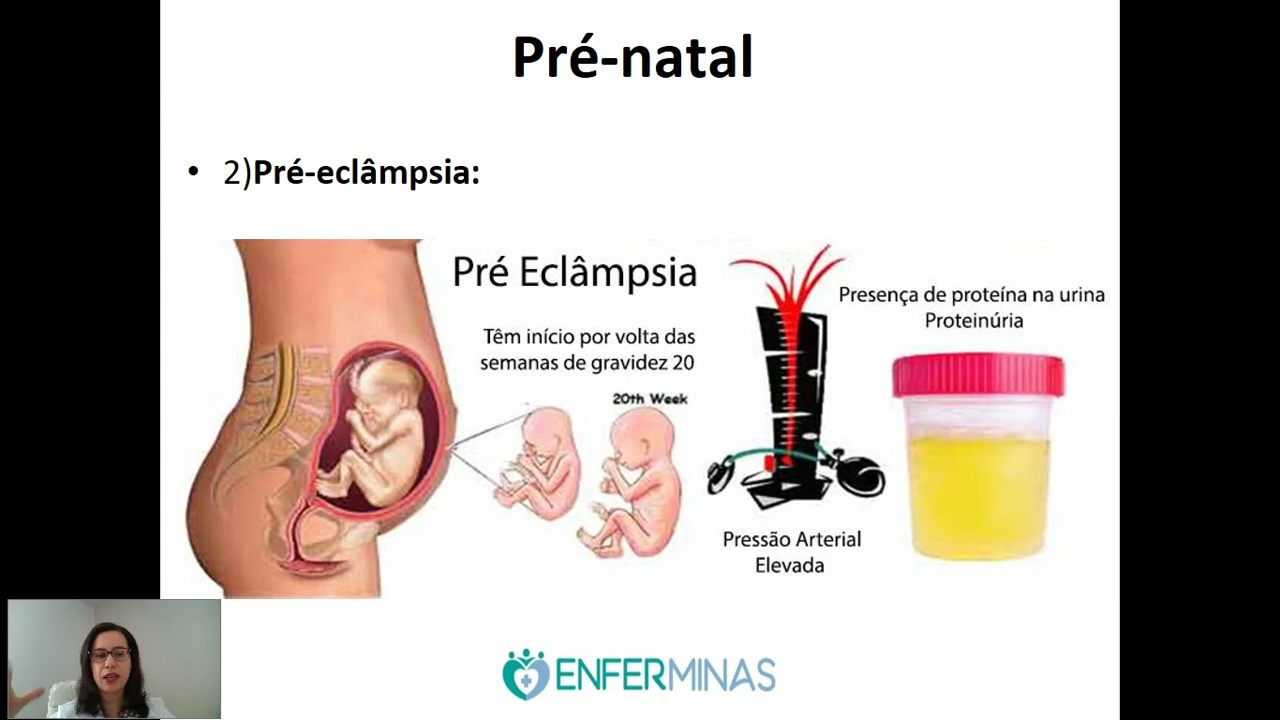 Pré-natal
• 2)Pré-eclâmpsia:
Pré Eclâmpsia
Têm início por volta das
semanas de gravidez 20
20th Week
Presença de proteína na urina
Proteinúria
Pressão Arterial
Elevada
ENFERMINAS